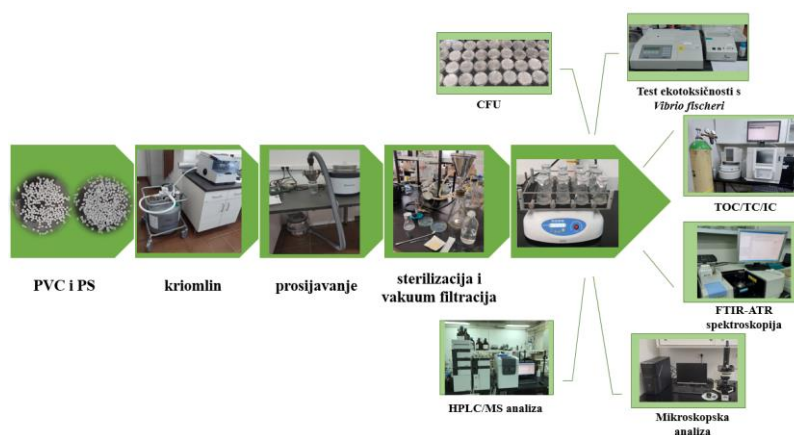 CFU
Test ekotoksičnosti s
Vibrio fischeri
TOC/TC/IC
PVC i PS
kriomlin
prosijavanje
sterilizacija i
vakuum filtracija
FTIR-ATR
spektroskopija
HPLC/MS analiza
Mikroskopska
analiza